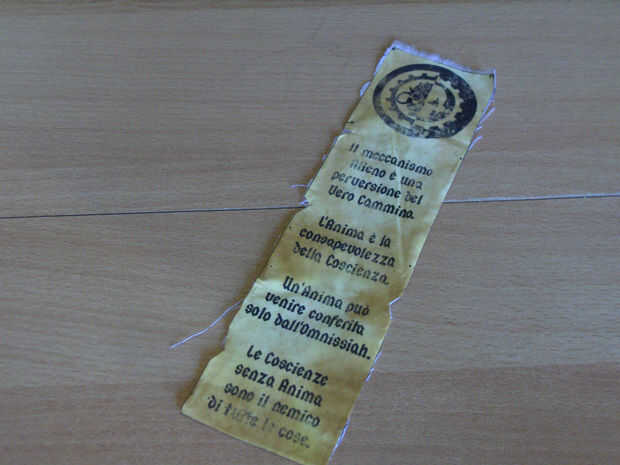 Il meccanismo
Alieno è una
perversione del
Vero Cammino.
L'Anima è la
consapevolezza
della Coscienza.
Un'Anima può
venire conferita
solo dall'Omnissiah.
Le Coscienze
senza Anima
sono il nemico
di tutte le cose.